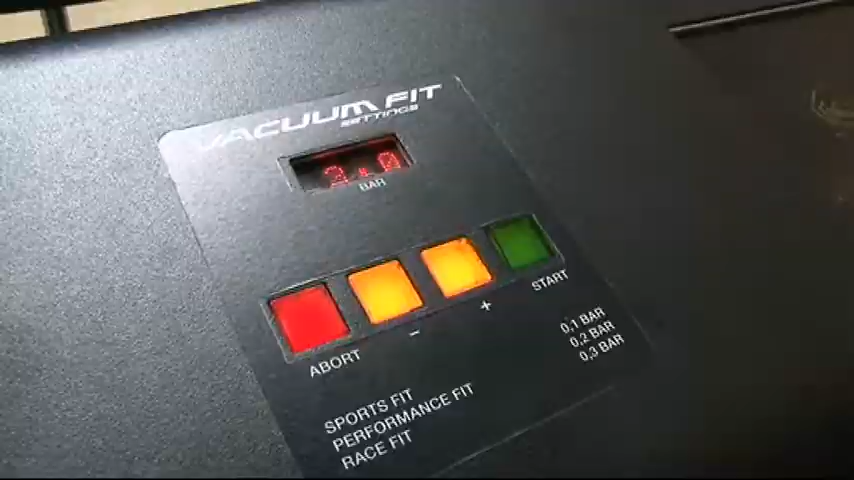 VACUUM FIT
SETTINGS
BAR
ABORT
-
+
START
SPORTS FIT 0,1 BAR
PERFORMANCE FIT 0,2 BAR
RACE FIT 0,3 BAR